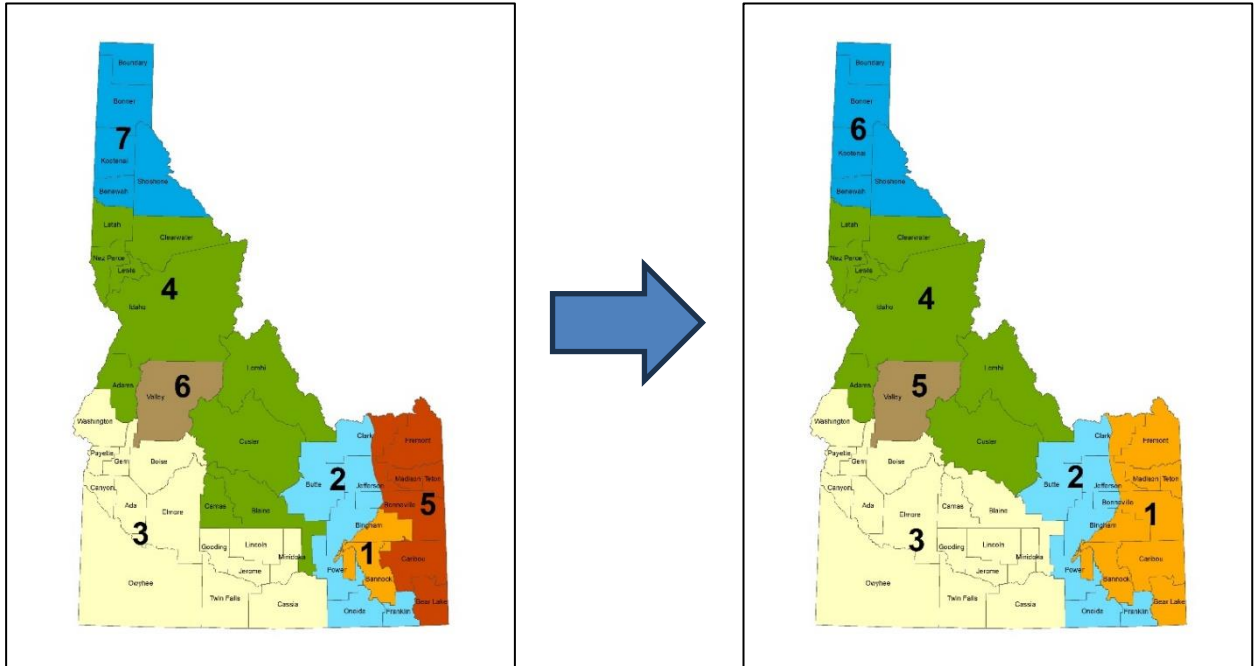 Boundary
Bonner
7
Kootenai
Shoshone
Benewah
Latah
Clearwater
Nez Perce
Lewis
4
Idaho
Lemhi
Adams
6
Valley
Washington
Custer
Clark
Fremont
Payette
Gem
Boise
2
Madison Teton
Canyon
Butte
Jefferson
Ada
Elmore
Camas
Blaine
Bonneville
5
3
Bingham
Gooding
Lincoln
Minidoka
1
Caribou
Jerome
Power
Bannock
Owyhee
Twin Falls
Cassia
Oneida
Franklin
Bear Lake
Boundary
Bonner
6
Kootenai
Shoshone
Benewah
Latah
Clearwater
Nez Perce
Lewis
4
Idaho
Lemhi
Adams
5
Valley
Washington
Custer
Clark
Fremont
Payette
Gem
Boise
2
Madison Teton
Canyon
Butte
Jefferson
Ada
Elmore
Camas
Blaine
Bonneville
1
3
Bingham
Gooding
Lincoln
Minidoka
Caribou
Jerome
Power
Bannock
Owyhee
Twin Falls
Cassia
Oneida
Franklin
Bear Lake